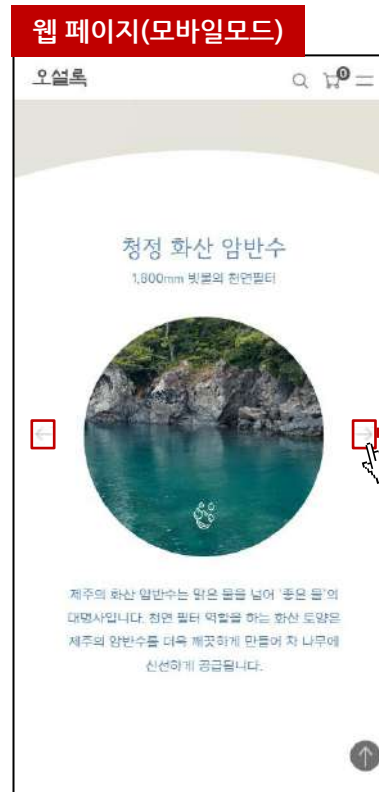 웹 페이지(모바일모드)
오설록
0
청정 화산 암반수
1,800mm 빗물의 천연필터
제주의 화산 암반수는 맑은 물을 넘어 '좋은 물'의
대명사입니다. 천연 필터 역할을 하는 화산 토양은
제주의 암반수를 더욱 깨끗하게 만들어 차 나무에
신선하게 공급됩니다.